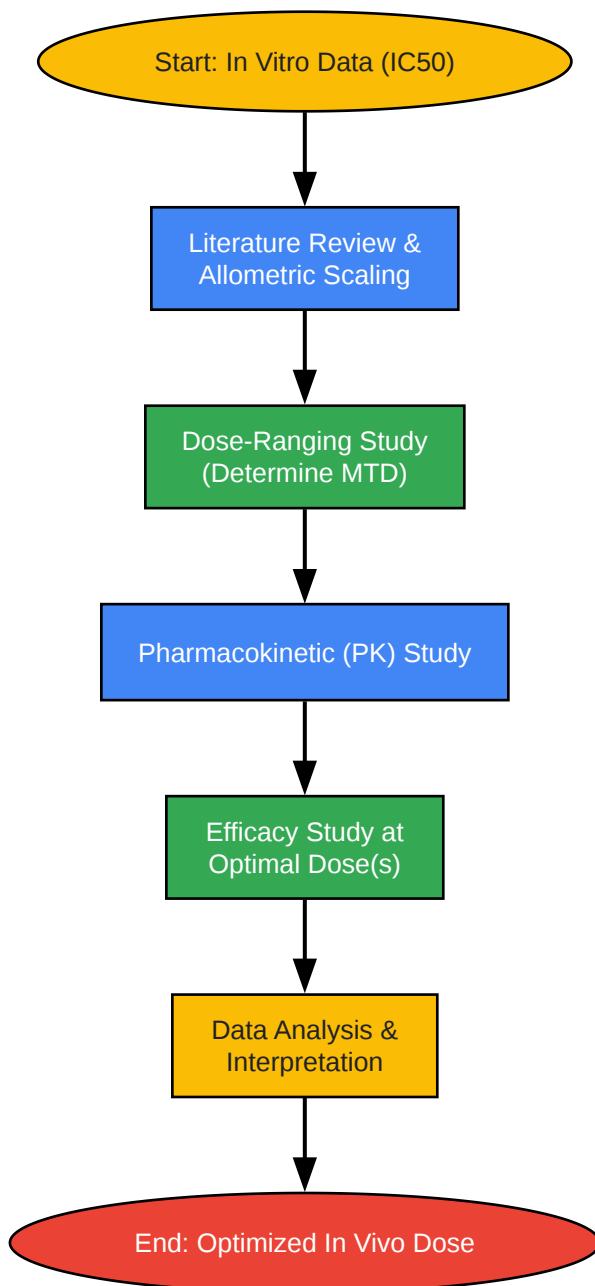 Start: In Vitro Data (IC50)
Literature Review &
Allometric Scaling
Dose-Ranging Study
(Determine MTD)
Pharmacokinetic (PK) Study
Efficacy Study at
Optimal Dose(s)
Data Analysis &
Interpretation
End: Optimized In Vivo Dose